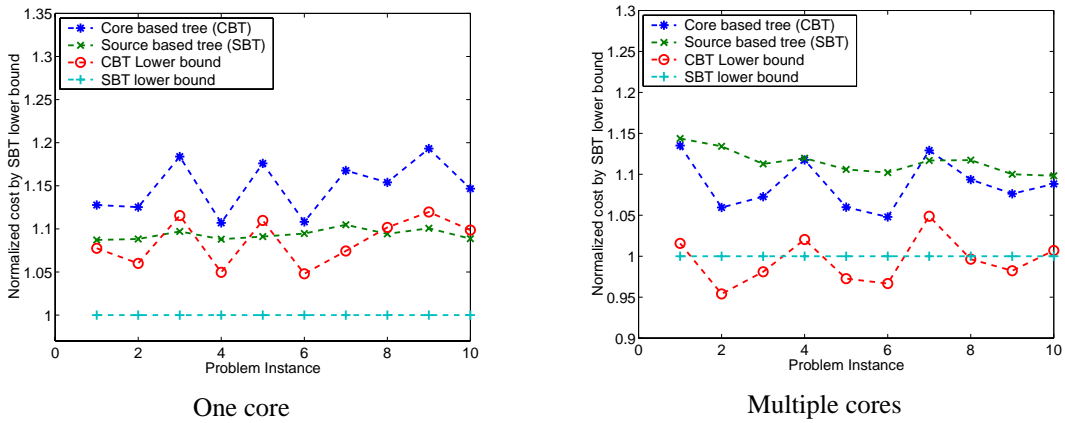 1.35
1.3
1.25
1.2
1.15
1.1
1.05
1
0
2
4
6
8
10
Normalized cost by SBT lower bound
Problem Instance
Core based tree (CBT)
Source based tree (SBT)
CBT Lower bound
SBT lower bound
One core
1.3
1.25
1.2
1.15
1.1
1.05
1
0.95
0.9
0
2
4
6
8
10
Normalized cost by SBT lower bound
Problem Instance
Core based tree (CBT)
Source based tree (SBT)
CBT Lower bound
SBT lower bound
Multiple cores